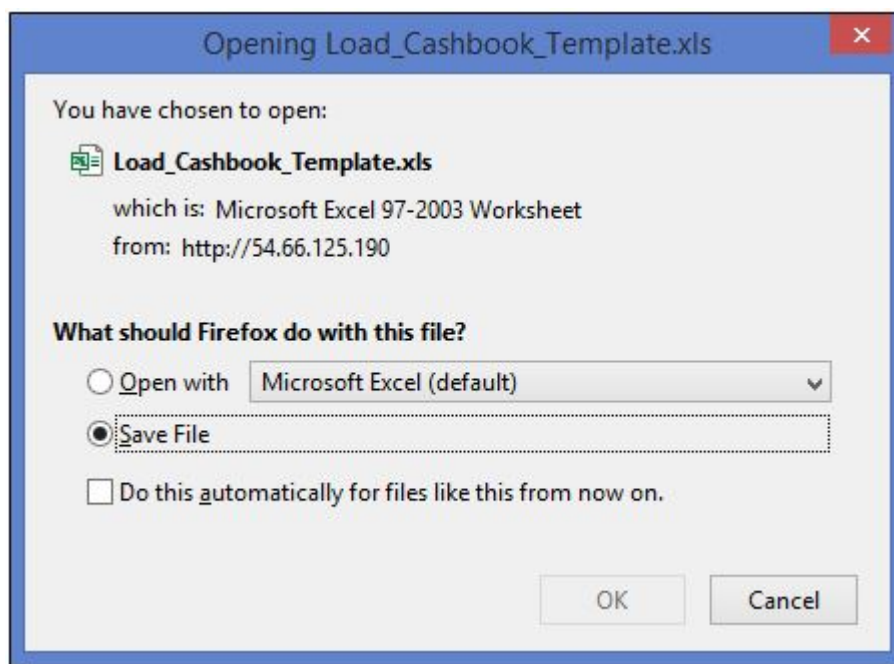 Opening Load_Cashbook_Template.xls
You have chosen to open:
Load_Cashbook_Template.xls
which is: Microsoft Excel 97-2003 Worksheet
from: http://54.66.125.190
What should Firefox do with this file?
Open with Microsoft Excel (default)
Save File
Do this automatically for files like this from now on.
OK Cancel